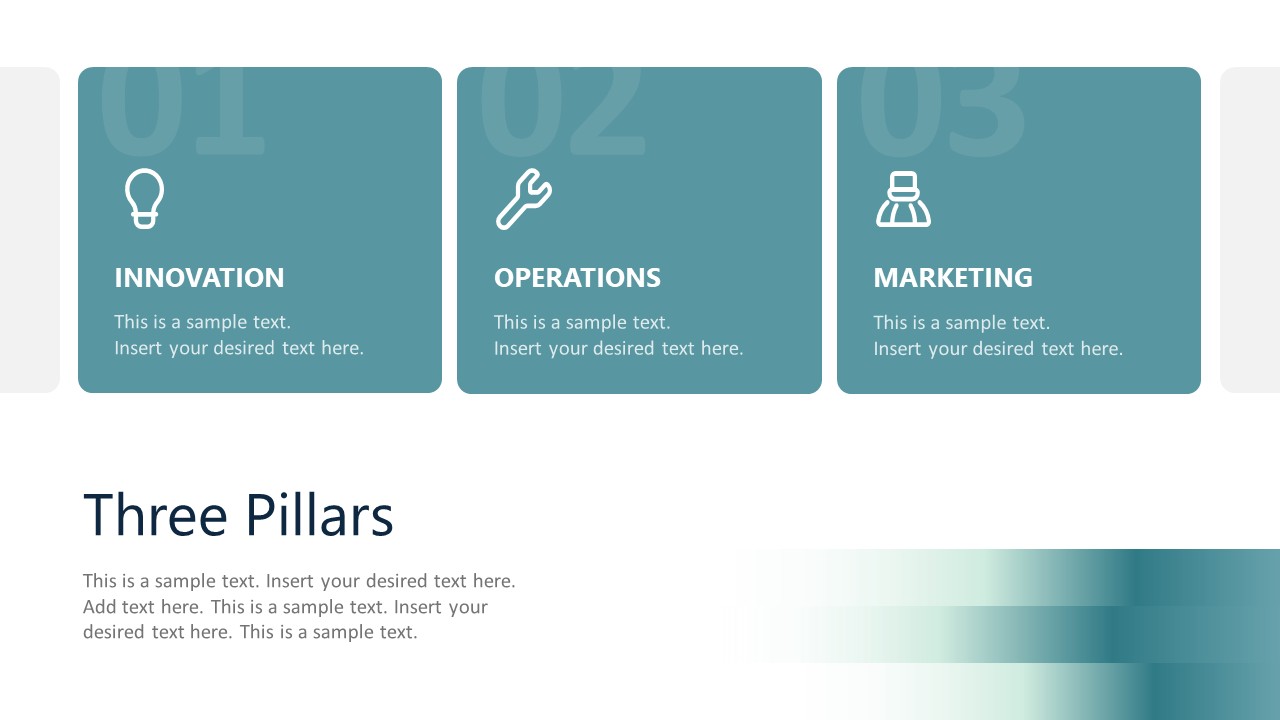 01
02
03
INNOVATION
This is a sample text.
Insert your desired text here.
OPERATIONS
This is a sample text.
Insert your desired text here.
MARKETING
This is a sample text.
Insert your desired text here.
Three Pillars
This is a sample text. Insert your desired text here.
Add text here. This is a sample text. Insert your
desired text here. This is a sample text.